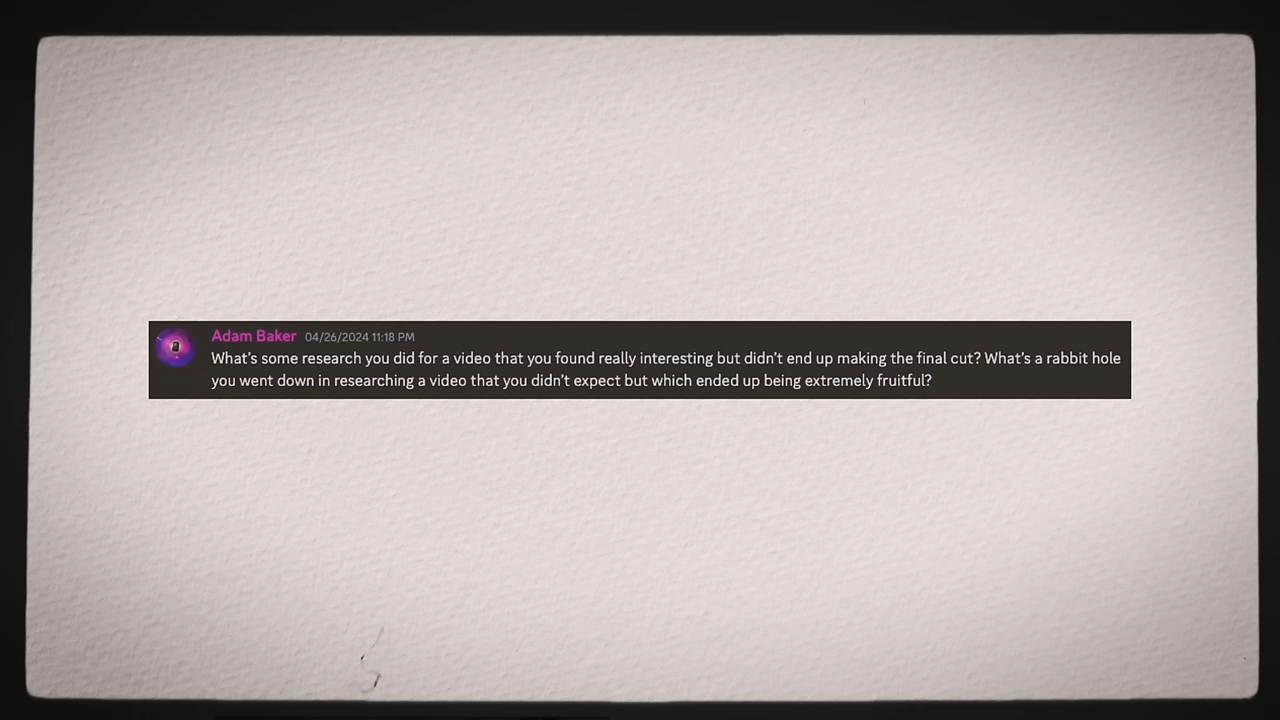 Adam Baker 04/26/2024 11:18 PM
What's some research you did for a video that you found really interesting but didn't end up making the final cut? What's a rabbit hole
you went down in researching a video that you didn't expect but which ended up being extremely fruitful?